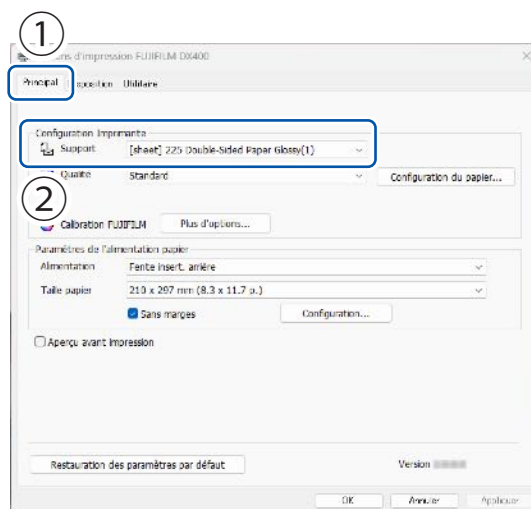 1
ns d'impression FUJIFILM DX400
Principal Disposition Utilitaire
Configuration Imprimante
Support [sheet] 225 Double-Sided Paper Glossy(1)
Qualité Standard Configuration du papier...
2
Calibration FUJIFILM Plus d'options...
Paramètres de l'alimentation papier
Alimentation Fente insert. arrière
Taille papier 210 x 297 mm (8.3 x 11.7 p.)
Sans marges Configuration...
Aperçu avant impression
Restauration des paramètres par défaut Version
OK Annuler Appliquer